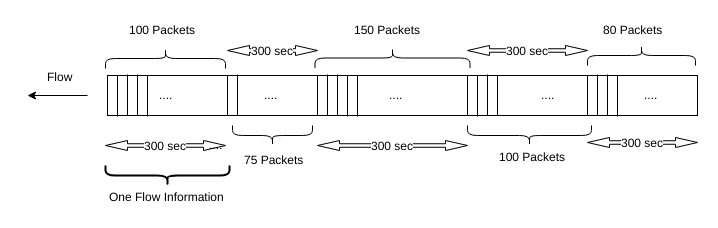 100 Packets
150 Packets
80 Packets
300 sec
300 sec
Flow
....
....
....
....
....
300 sec....
300 sec
300 sec
75 Packets
100 Packets
One Flow Information